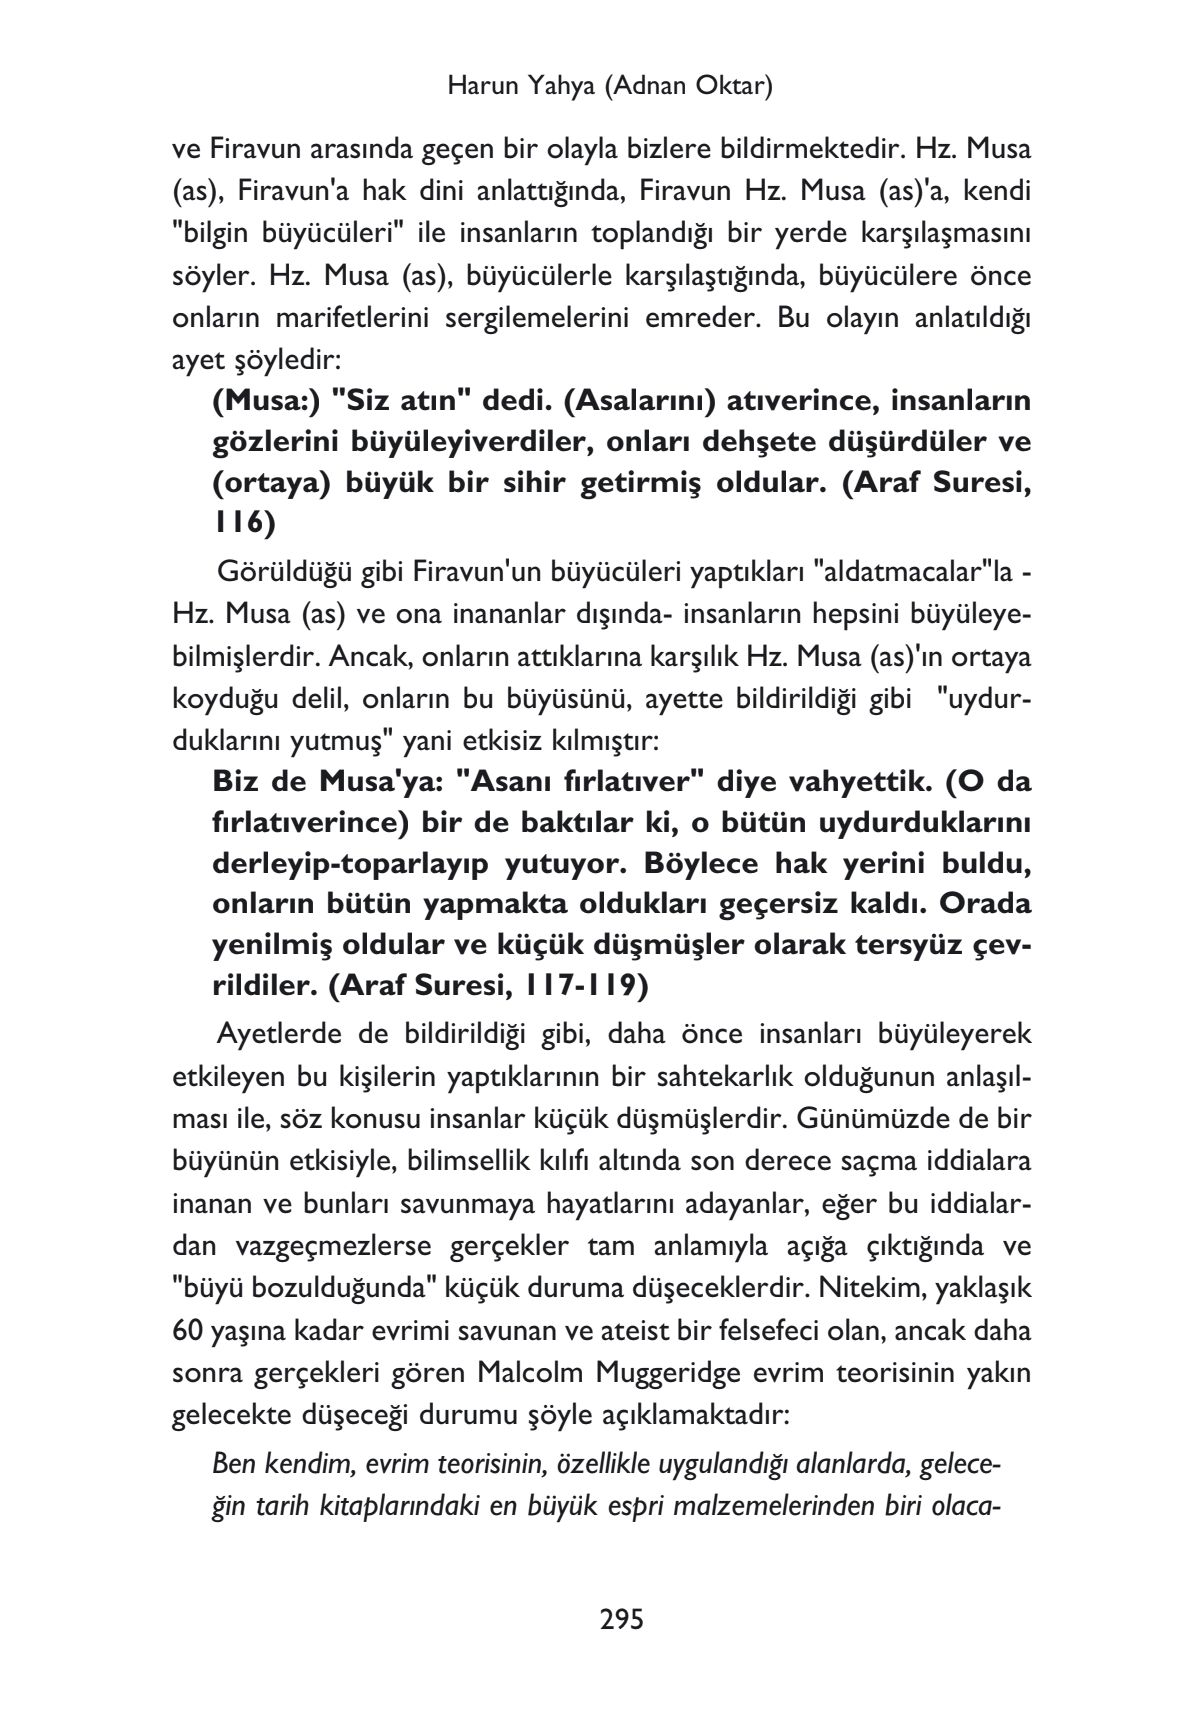 Harun Yahya (Adnan Oktar)
ve Firavun arasında geçen bir olayla bizlere bildirmektedir. Hz. Musa
(as), Firavun'a hak dini anlattığında, Firavun Hz. Musa (as)'a, kendi
"bilgin büyücüleri" ile insanların toplandığı bir yerde karşılaşmasını
söyler. Hz. Musa (as), büyücülerle karşılaştığında, büyücülere önce
onların marifetlerini sergilemelerini emreder. Bu olayın anlatıldığı
ayet şöyledir:
(Musa:) "Siz atın" dedi. (Asalarını) atıverince, insanların
gözlerini büyüleyiverdiler, onları dehşete düşürdüler ve
(ortaya) büyük bir sihir getirmiş oldular. (Araf Suresi,
116)
Görüldüğü gibi Firavun'un büyücüleri yaptıkları "aldatmacalar"la -
Hz. Musa (as) ve ona inananlar dışında- insanların hepsini büyüleye-
bilmişlerdir. Ancak, onların attıklarına karşılık Hz. Musa (as)'ın ortaya
koyduğu delil, onların bu büyüsünü, ayette bildirildiği gibi "uydur-
duklarını yutmuş" yani etkisiz kılmıştır:
Biz de Musa'ya: "Asanı fırlatıver" diye vahyettik. (O da
fırlatıverince) bir de baktılar ki, o bütün uydurduklarını
derleyip-toparlayıp yutuyor. Böylece hak yerini buldu,
onların bütün yapmakta oldukları geçersiz kaldı. Orada
yenilmiş oldular ve küçük düşmüşler olarak tersyüz çev-
rildiler. (Araf Suresi, 117-119)
Ayetlerde de bildirildiği gibi, daha önce insanları büyüleyerek
etkileyen bu kişilerin yaptıklarının bir sahtekarlık olduğunun anlaşıl-
ması ile, söz konusu insanlar küçük düşmüşlerdir. Günümüzde de bir
büyünün etkisiyle, bilimsellik kılıfı altında son derece saçma iddialara
inanan ve bunları savunmaya hayatlarını adayanlar, eğer bu iddialar-
dan vazgeçmezlerse gerçekler tam anlamıyla açığa çıktığında ve
"büyü bozulduğunda" küçük duruma düşeceklerdir. Nitekim, yaklaşık
60 yaşına kadar evrimi savunan ve ateist bir felsefeci olan, ancak daha
sonra gerçekleri gören Malcolm Muggeridge evrim teorisinin yakın
gelecekte düşeceği durumu şöyle açıklamaktadır:
Ben kendim, evrim teorisinin, özellikle uygulandığı alanlarda, gelece-
ğin tarih kitaplarındaki en büyük espri malzemelerinden biri olaca-
295